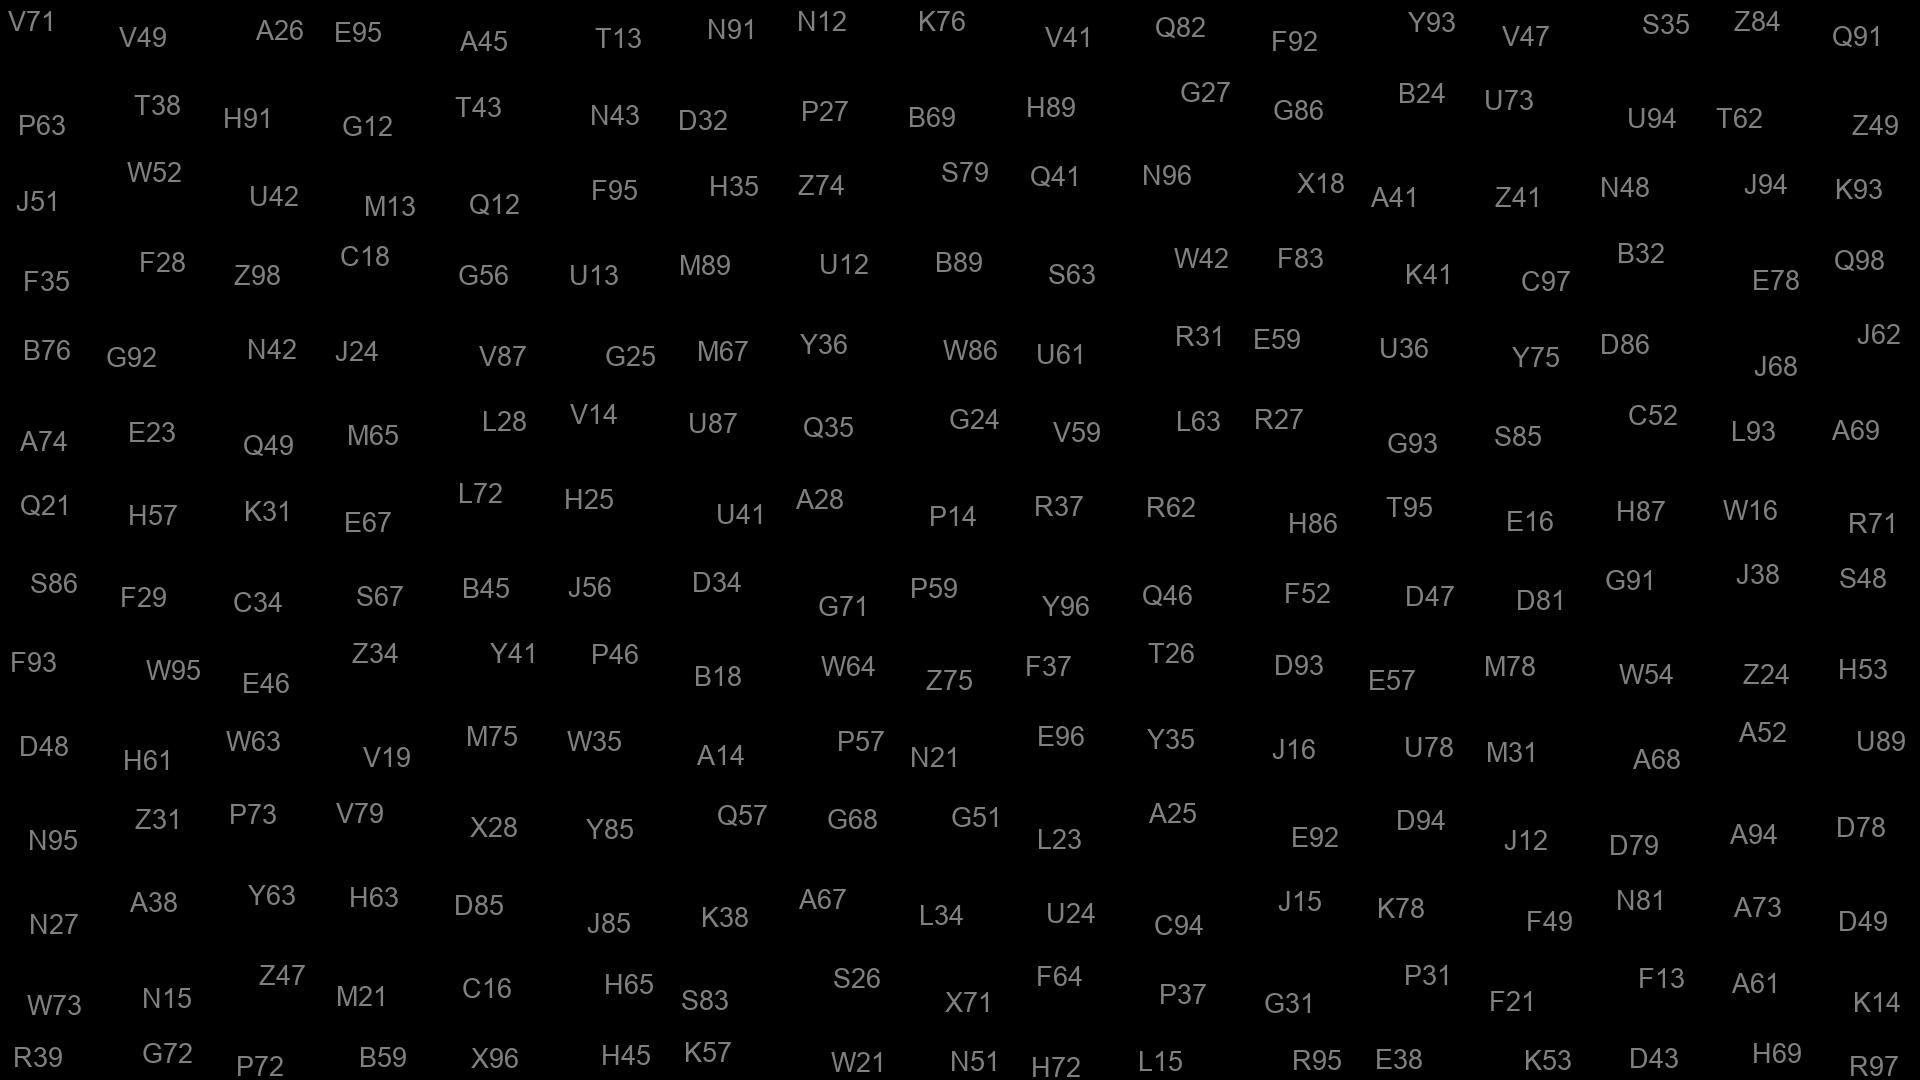 V71 V49 A26 E95 A45 T13 N91 N12 K76 V41 Q82 F92 Y93 V47 S35 Z84 Q91
P63 T38 H91 G12 T43 N43 D32 P27 B69 H89 G27 G86 B24 U73 U94 T62 Z49
J51 W52 U42 M13 Q12 F95 H35 Z74 S79 Q41 N96 X18 A41 Z41 N48 J94 K93
F35 F28 Z98 C18 G56 U13 M89 U12 B89 S63 W42 F83 K41 C97 B32 E78 Q98
B76 G92 N42 J24 V87 G25 M67 Y36 W86 U61 R31 E59 U36 Y75 D86 J68 J62
A74 E23 Q49 M65 L28 V14 U87 Q35 G24 V59 L63 R27 G93 S85 C52 L93 A69
Q21 H57 K31 E67 L72 H25 U41 A28 P14 R37 R62 H86 T95 E16 H87 W16 R71
S86 F29 C34 S67 B45 J56 D34 G71 P59 Y96 Q46 F52 D47 D81 G91 J38 S48
F93 W95 E46 Z34 Y41 P46 B18 W64 Z75 F37 T26 D93 E57 M78 W54 Z24 H53
D48 H61 W63 V19 M75 W35 A14 P57 N21 E96 Y35 J16 U78 M31 A68 A52 U89
N95 Z31 P73 V79 X28 Y85 Q57 G68 G51 L23 A25 E92 D94 J12 D79 A94 D78
N27 A38 Y63 H63 D85 J85 K38 A67 L34 U24 C94 J15 K78 F49 N81 A73 D49
W73 N15 Z47 M21 C16 H65 S83 S26 X71 F64 P37 G31 P31 F21 F13 A61 K14
R39 G72 P72 B59 X96 H45 K57 W21 N51 H72 L15 R95 E38 K53 D43 H69 R97